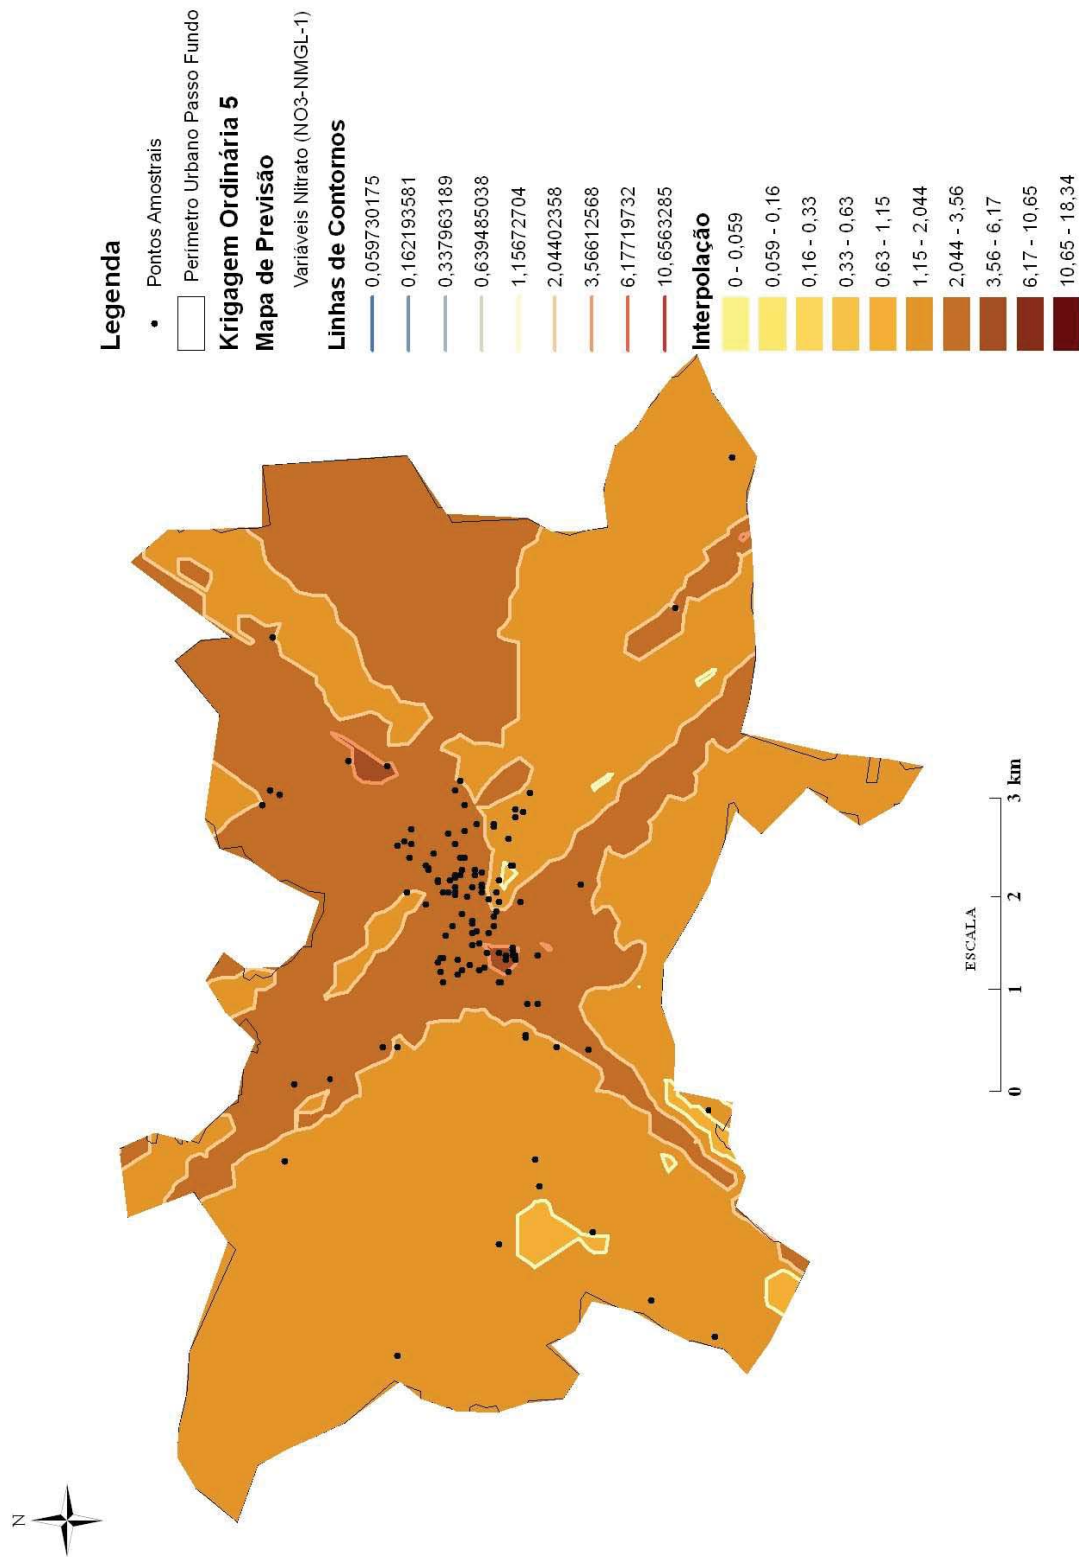 N
Legenda
Pontos Amostrais
Perímetro Urbano Passo Fundo
Krigagem Ordinária 5
Mapa de Previsão
Variáveis Nitrato (NO3-NMGL-1)
Linhas de Contornos
0,059730175
0,162193581
0,337963189
0,639485038
1,15672704
2,04402358
3,56612568
6,17719732
10,6563285
Interpolação
0 - 0,059
0,059 - 0,16
0,16 - 0,33
0,33 - 0,63
0,63 - 1,15
1,15 - 2,044
2,044 - 3,56
3,56 - 6,17
6,17 - 10,65
10,65 - 18,34
0 1 2 3 km
ESCALA